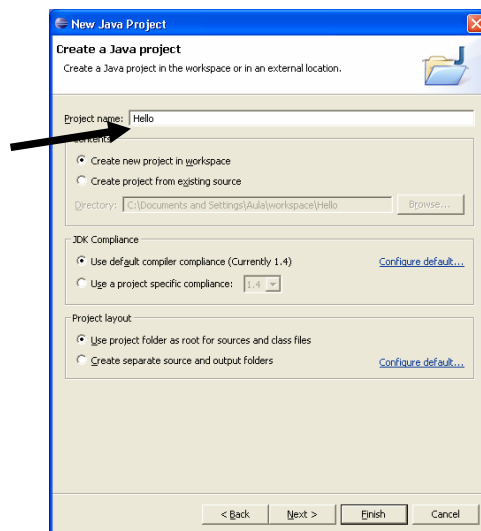 New Java Project
Create a Java project
Create a Java project in the workspace or in an external location.
Project name: Hello
Contents
Create new project in workspace
Create project from existing source
Directory: C:\Documents and Settings\Aula\workspace\Hello Browse...
JDK Compliance
Use default compiler compliance (Currently 1.4) Configure default...
Use a project specific compliance: 1.4
Project layout
Use project folder as root for sources and class files
Create separate source and output folders Configure default...
< Back Next > Finish Cancel